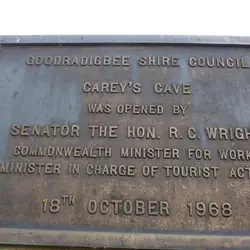 GOODRADIGBEE SHIRE COUNCIL
CAREY'S CAVE
WAS OPENED BY
SENATOR THE HON. R. C. WRIGH
COMMONWEALTH MINISTER FOR WORK
MINISTER IN CHARGE OF TOURIST ACT
18TH OCTOBER 1968